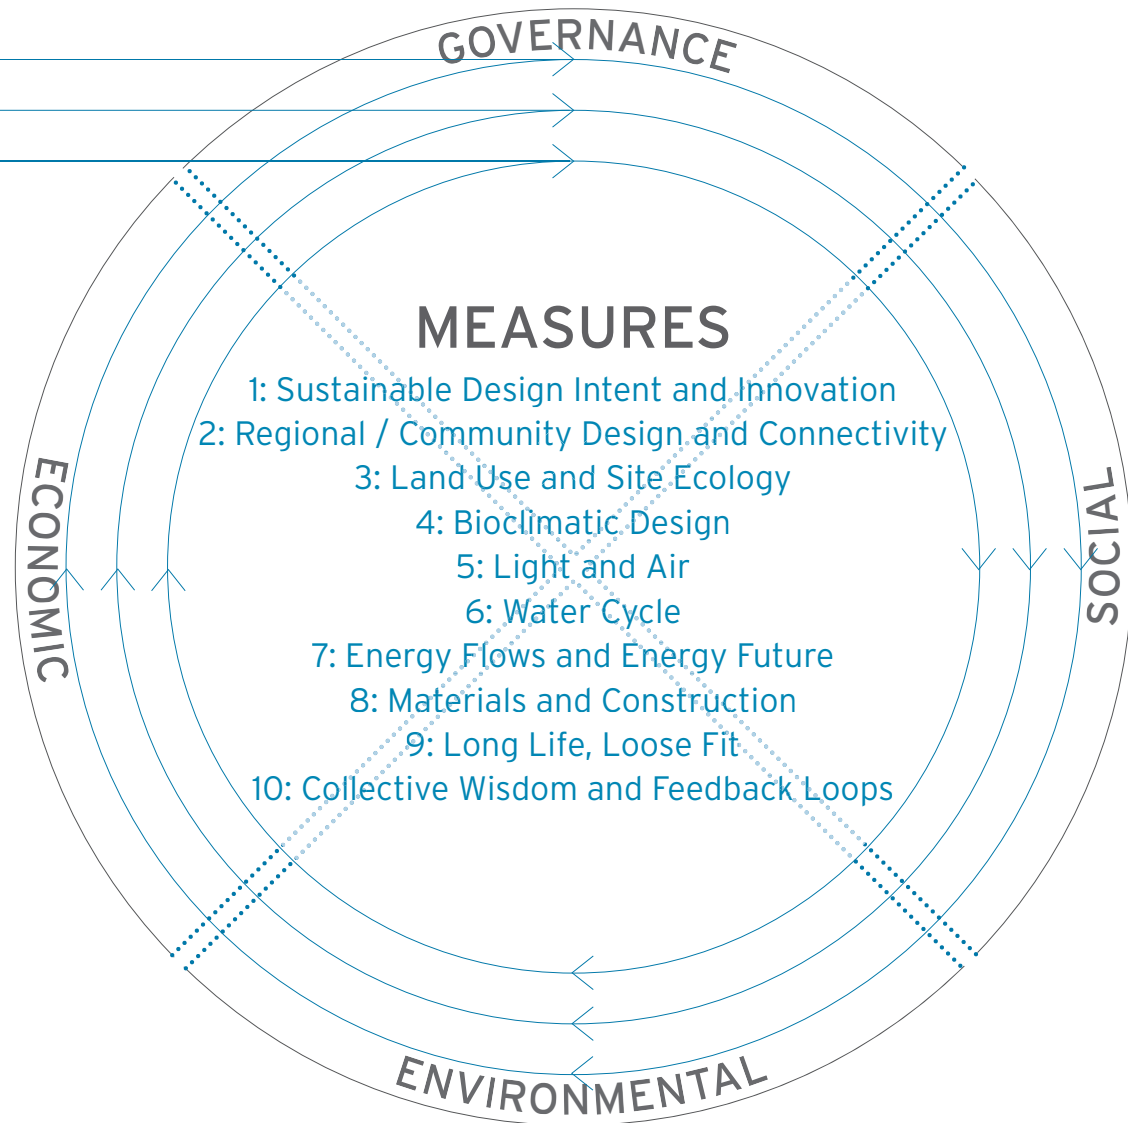 GOVERNANCE
MEASURES
1: Sustainable Design Intent and Innovation
2: Regional / Community Design and Connectivity
3: Land Use and Site Ecology
4: Bioclimatic Design
5: Light and Air
6: Water Cycle
7: Energy Flows and Energy Future
8: Materials and Construction
9: Long Life, Loose Fit
10: Collective Wisdom and Feedback Loops
ECONOMIC
SOCIAL
ENVIRONMENTAL